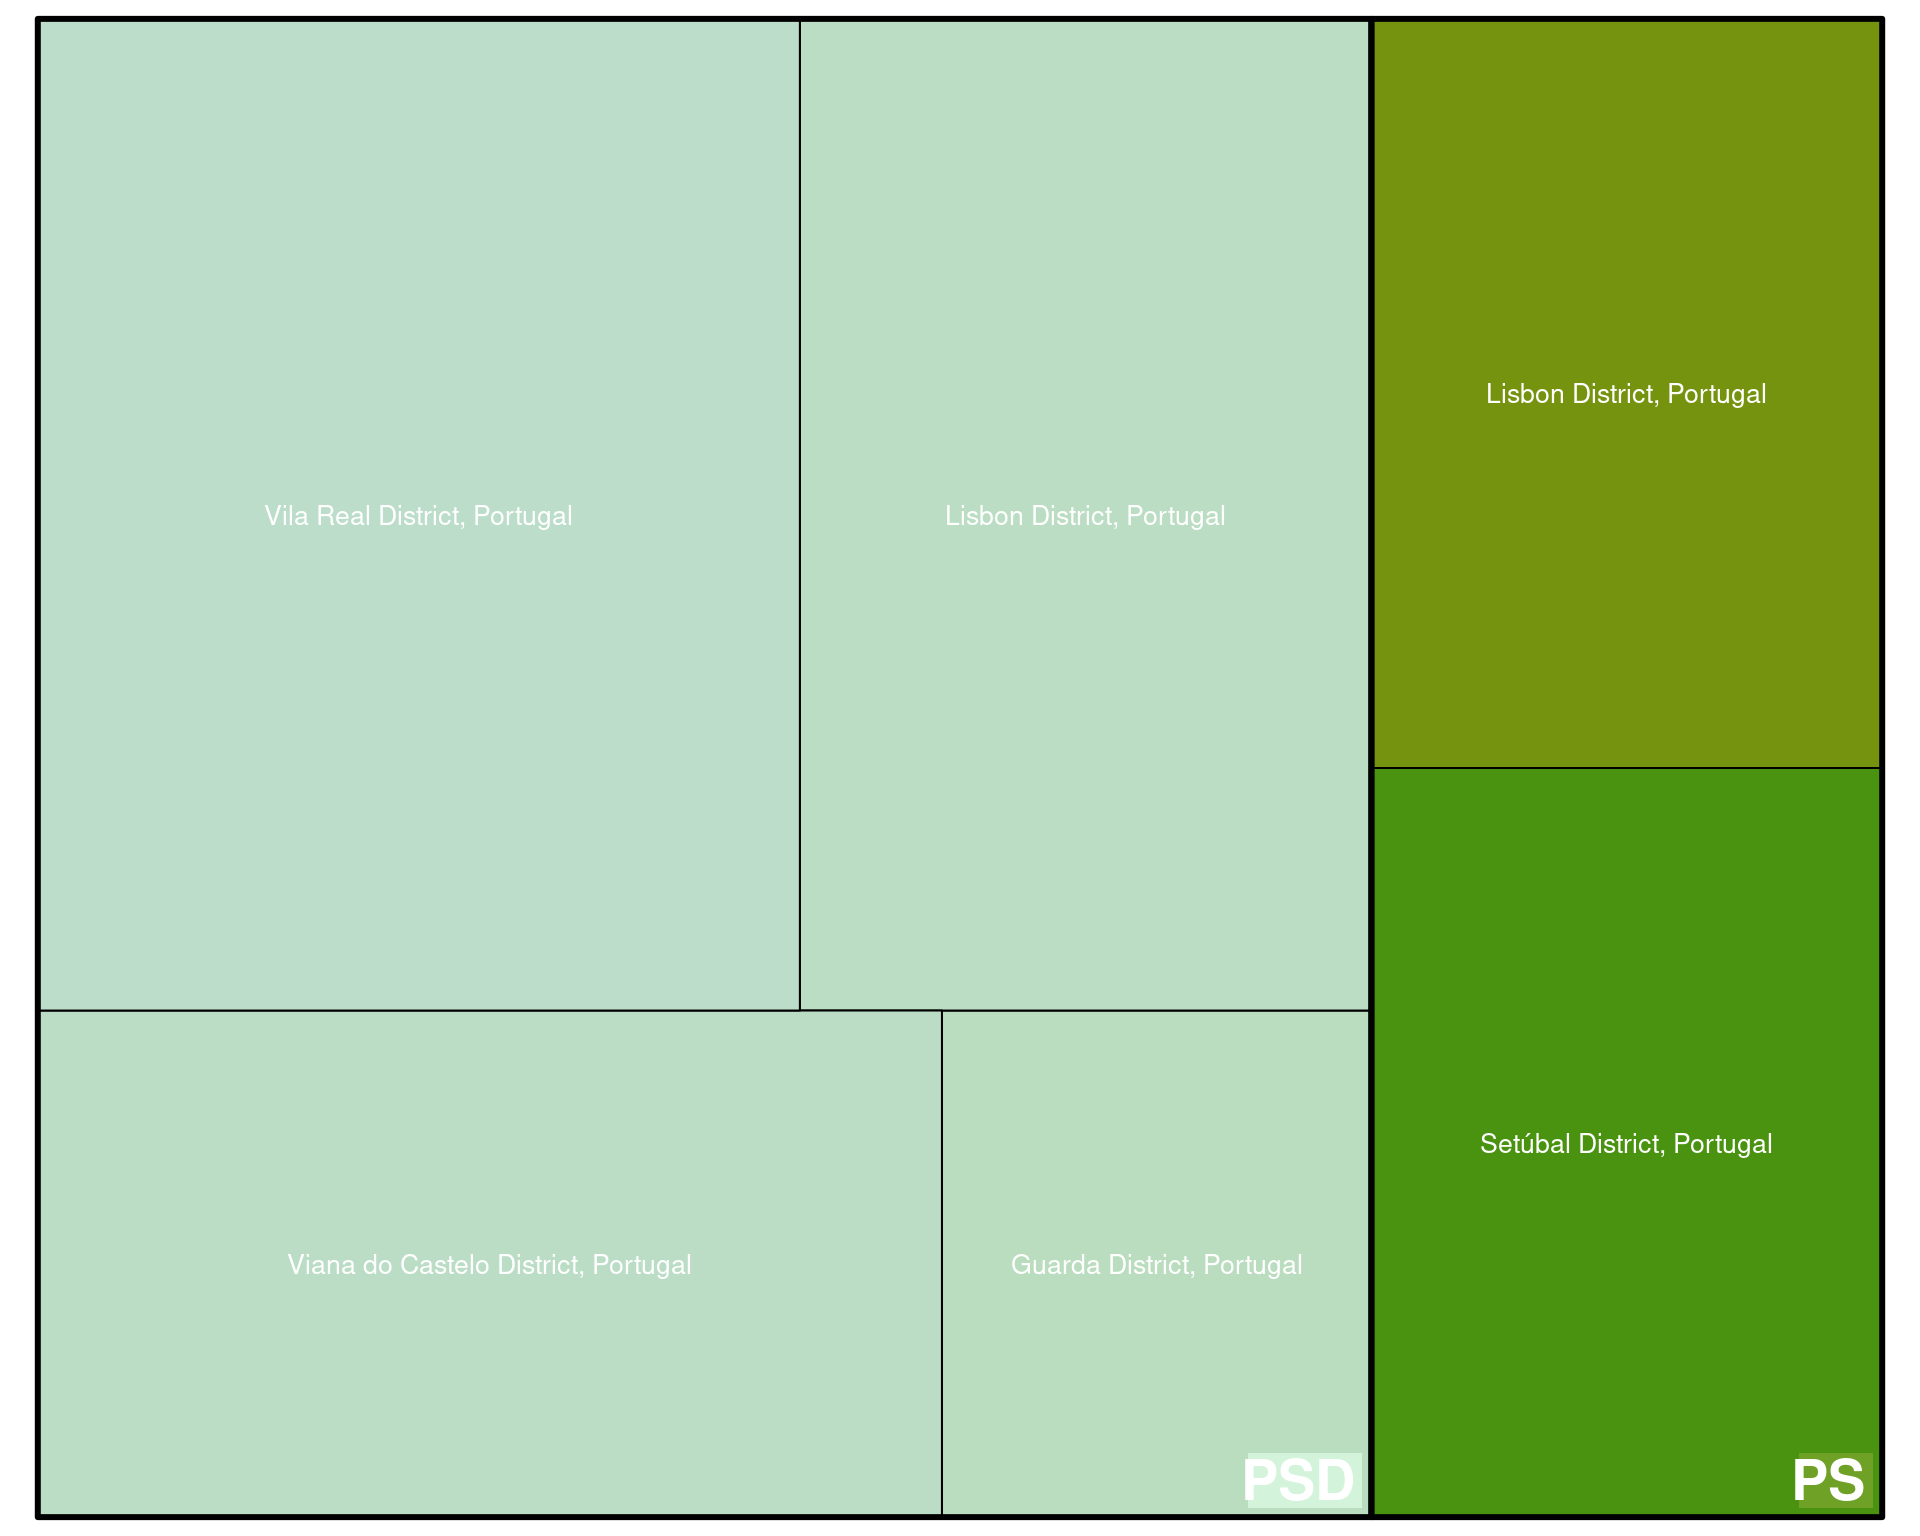 Vila Real District, Portugal
Lisbon District, Portugal
Viana do Castelo District, Portugal
Guarda District, Portugal
PSD
Lisbon District, Portugal
Setúbal District, Portugal
PS